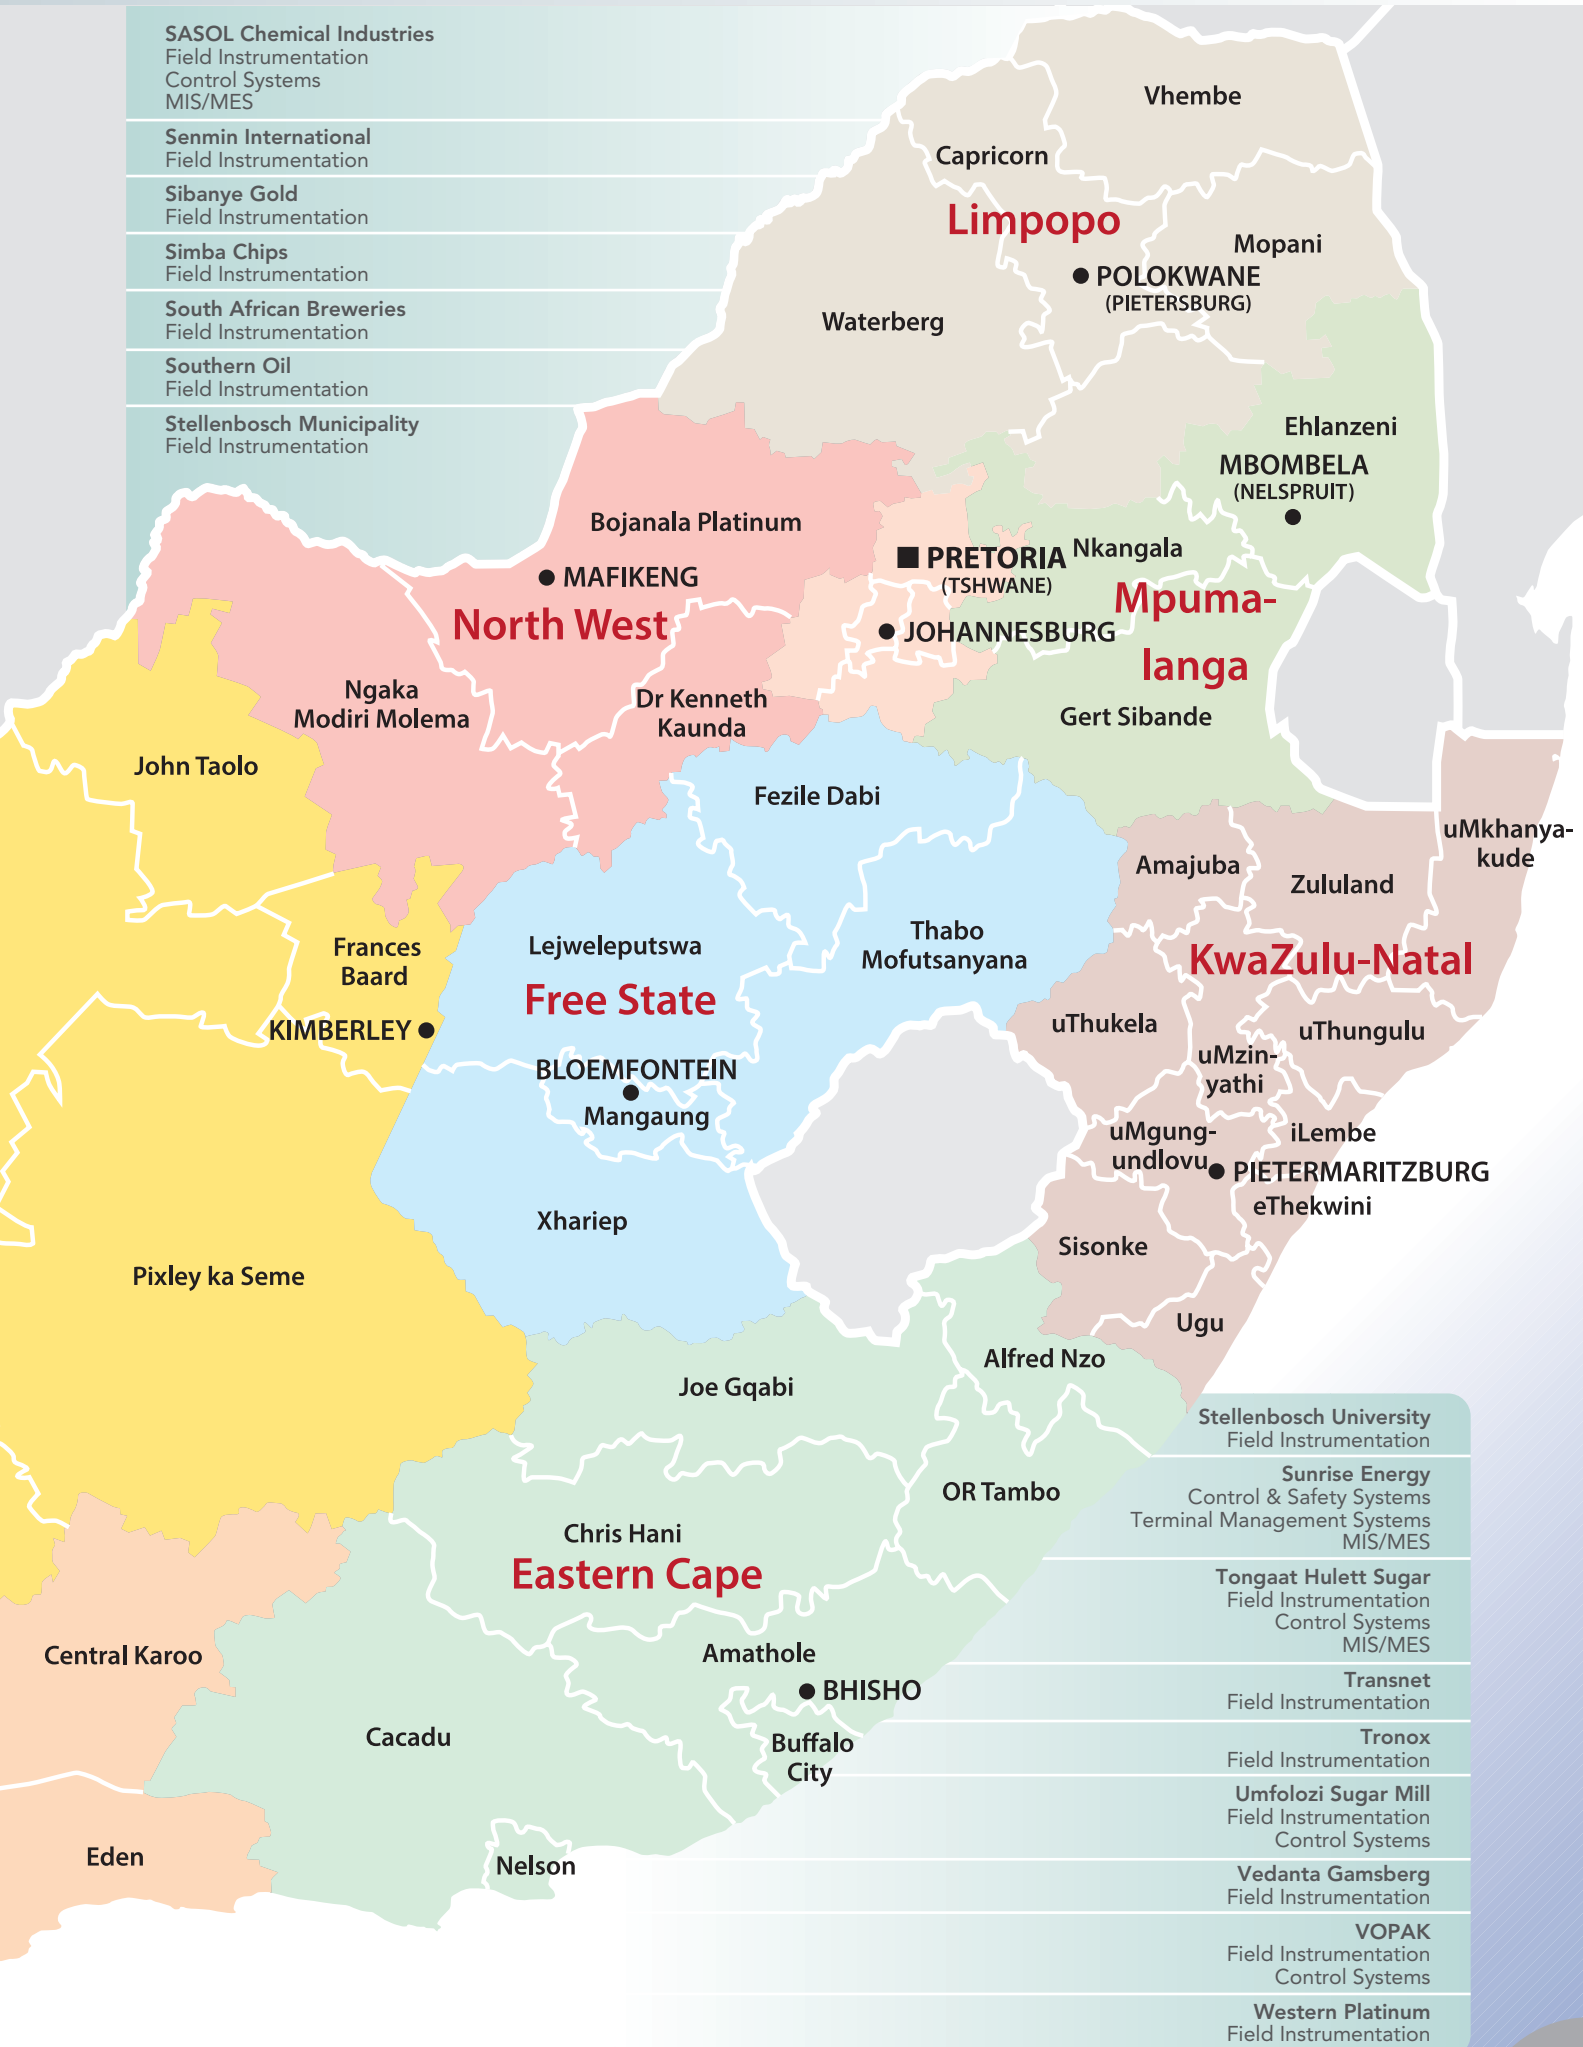 SASOL Chemical Industries
Field Instrumentation
Control Systems
MIS/MES
Senmin International
Field Instrumentation
Sibanye Gold
Field Instrumentation
Simba Chips
Field Instrumentation
South African Breweries
Field Instrumentation
Southern Oil
Field Instrumentation
Stellenbosch Municipality
Field Instrumentation
Vhembe
Capricorn
Limpopo
Mopani
POLOKWANE
(PIETERSBURG)
Waterberg
Ehlanzeni
MBOMBELA
(NELSPRUIT)
Bojanala Platinum
MAFIKENG
North West
PRETORIA
(TSHWANE)
Nkangala
Mpuma-
langa
JOHANNESBURG
Ngaka
Modiri Molema
Dr Kenneth
Kaunda
Gert Sibande
John Taolo
Fezile Dabi
uMkhanya-
kude
Amajuba
Zululand
Frances
Baard
Lejweleputswa
Thabo
Mofutsanyana
KwaZulu-Natal
Free State
KIMBERLEY
uThukela
uThungulu
uMzin-
yathi
BLOEMFONTEIN
Mangaung
uMgung-
undlovu
iLembe
PIETERMARITZBURG
eThekwini
Xhariep
Sisonke
Pixley ka Seme
Ugu
Alfred Nzo
Joe Gqabi
OR Tambo
Chris Hani
Eastern Cape
Central Karoo
Amathole
BHISHO
Cacadu
Buffalo
City
Eden
Nelson
Stellenbosch University
Field Instrumentation
Sunrise Energy
Control & Safety Systems
Terminal Management Systems
MIS/MES
Tongaat Hulett Sugar
Field Instrumentation
Control Systems
MIS/MES
Transnet
Field Instrumentation
Tronox
Field Instrumentation
Umfolozi Sugar Mill
Field Instrumentation
Control Systems
Vedanta Gamsberg
Field Instrumentation
VOPAK
Field Instrumentation
Control Systems
Western Platinum
Field Instrumentation